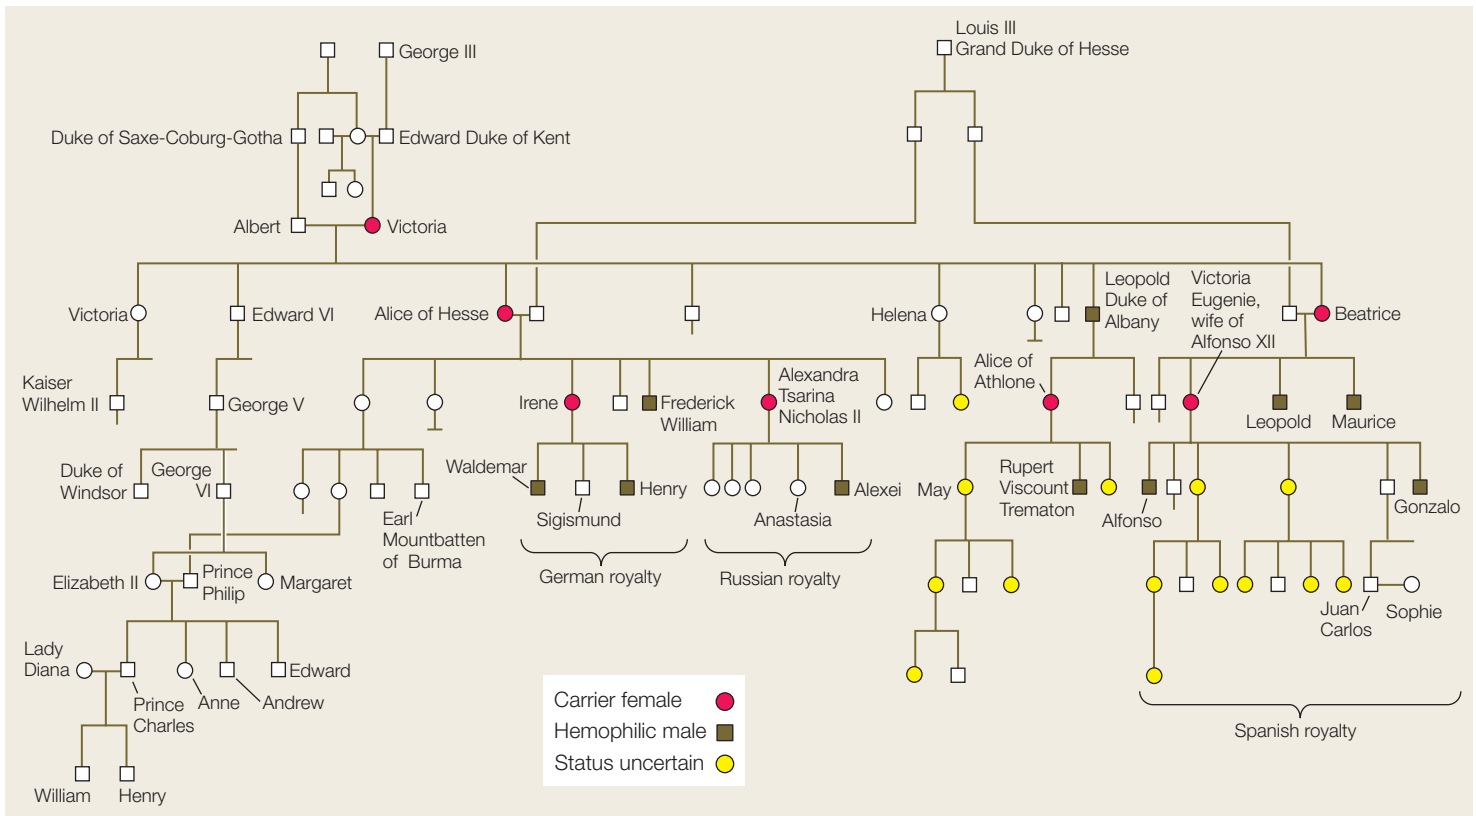 George III
Louis III
Grand Duke of Hesse
Duke of Saxe-Coburg-Gotha
Edward Duke of Kent
Albert
Victoria
Victoria
Edward VI
Alice of Hesse
Helena
Leopold
Duke of
Albany
Victoria
Eugenie,
wife of
Alfonso XII
Beatrice
Kaiser
Wilhelm II
George V
Irene
Frederick
William
Alexandra
Tsarina
Nicholas II
Alice of
Athlone
Leopold
Maurice
Duke of
Windsor
George
VI
Earl
Mountbatten
of Burma
Waldemar
Sigismund
Henry
Anastasia
Alexei
May
Rupert
Viscount
Trematon
Alfonso
Gonzalo
German royalty
Russian royalty
Elizabeth II
Prince
Philip
Margaret
Juan
Carlos
Sophie
Lady
Diana
Prince
Charles
Anne
Andrew
Edward
Spanish royalty
William
Henry
Carrier female
Hemophilic male
Status uncertain